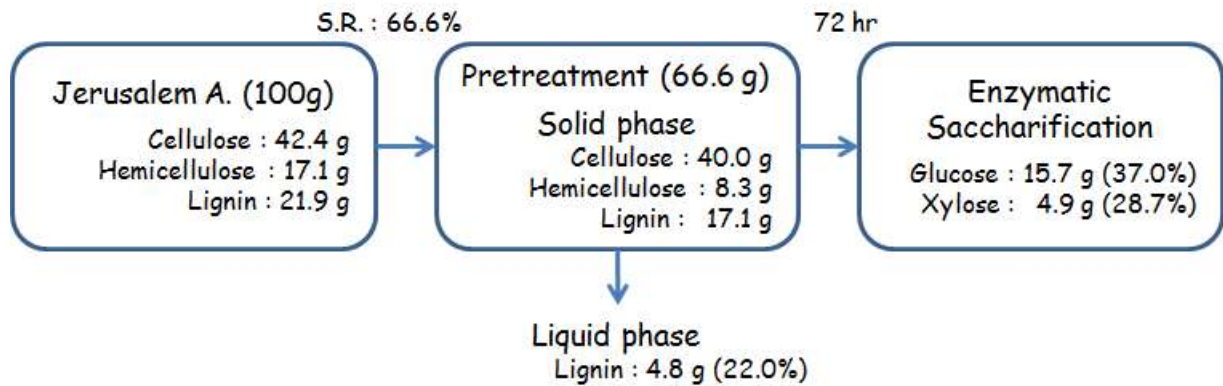 S.R. : 66.6%
72 hr
Jerusalem A. (100g)
Cellulose : 42.4 g
Hemicellulose : 17.1 g
Lignin : 21.9 g
Pretreatment (66.6 g)
Solid phase
Cellulose : 40.0 g
Hemicellulose : 8.3 g
Lignin : 17.1 g
Enzymatic
Saccharification
Glucose : 15.7 g (37.0%)
Xylose : 4.9 g (28.7%)
Liquid phase
Lignin : 4.8 g (22.0%)